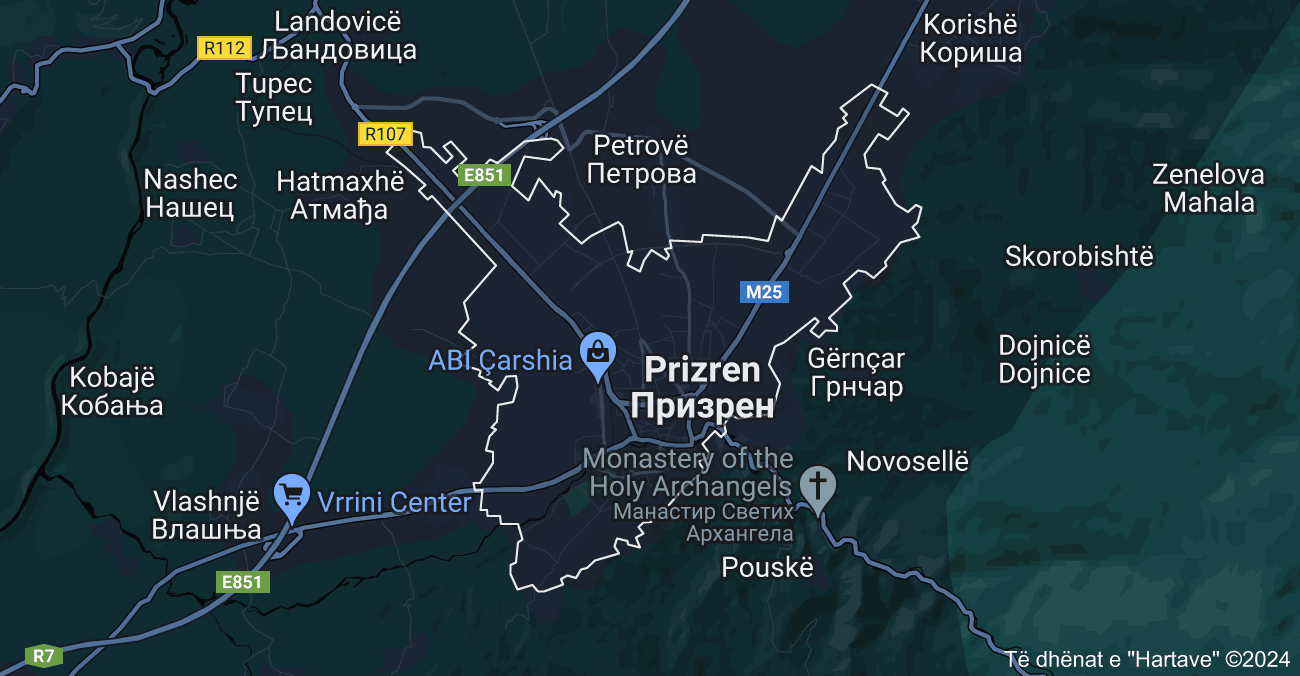 Landovicë
Љандовица
R112
Korishë
Кориша
Tupec
Тупец
R107
Petrovë
Петрова
E851
Nashec
Нашец
Hatmaxhë
Атмађа
Zenelova
Mahala
Skorobishtë
M25
ABI Çarshia
Prizren
Призрен
Gërnçar
Грнчар
Dojnicë
Dojnice
Kobajë
Кобања
Monastery of the
Holy Archangels
Манастир Светих
Архангела
Novosellë
Vlashnjë
Влашња
Vrrini Center
Pouskë
E851
R7
Të dhënat e "Hartave" ©2024